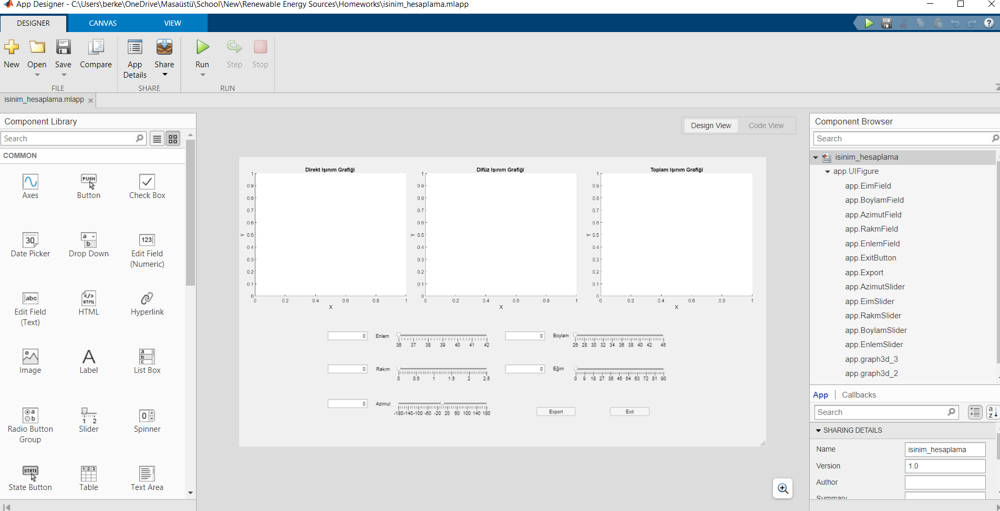 App Designer - C:\Users\berke\OneDrive\Masaüstü\School\New\Renewable Energy Sources\Homeworks\isinim_hesaplama.mlapp
DESIGNER CANVAS VIEW
New Open Save Compare App Details Share Run Step Stop
FILE SHARE RUN
isinim_hesaplama.mlapp
Component Library
Search
COMMON
Axes Button Check Box
PUSH
30 a b 123
Date Picker Drop Down Edit Field (Numeric)
abc </> HTML
Edit Field (Text) HTML Hyperlink
A a b c
Image Label List Box
a b 1 2 0
Radio Button Group Slider Spinner
STATE 1 2 3
State Button Table Text Area
Design View Code View
Direkt Işınım Grafiği
1
0.9
0.8
0.7
0.6
0.5
0.4
0.3
0.2
0.1
0
Y
0 0.2 0.4 0.6 0.8 1
X
Difüz Işınım Grafiği
1
0.9
0.8
0.7
0.6
0.5
0.4
0.3
0.2
0.1
0
Y
0 0.2 0.4 0.6 0.8 1
X
Toplam Işınım Grafiği
1
0.9
0.8
0.7
0.6
0.5
0.4
0.3
0.2
0.1
0
Y
0 0.2 0.4 0.6 0.8 1
X
0 Enlem
36 37 38 39 40 41 42
0 Boylam
26 28 30 32 34 36 38 40 42 45
0 Rakım
0 0.5 1 1.5 2 2.5
0 Eğim
0 9 18 27 36 45 54 63 72 81 90
0 Azimut
-180 -140 -100 -60 -20 20 60 100 140 180
Export Exit
Component Browser
Search
isinim_hesaplama
app.UIFigure
app.EimField
app.BoylamField
app.AzimutField
app.RakmField
app.EnlemField
app.ExitButton
app.Export
app.AzimutSlider
app.EimSlider
app.RakmSlider
app.BoylamSlider
app.EnlemSlider
app.graph3d_3
app.graph3d_2
App Callbacks
Search
SHARING DETAILS
Name isinim_hesaplama
Version 1.0
Author
Summary